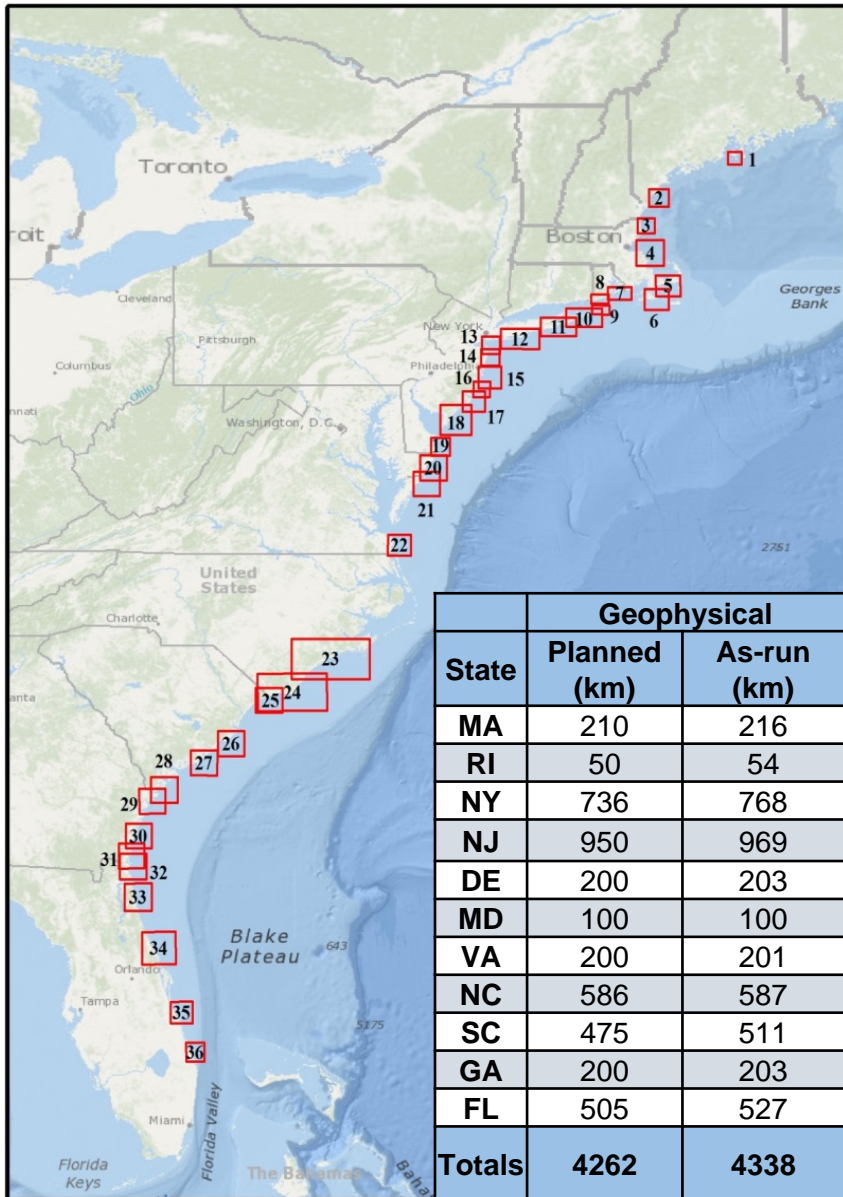 Toronto
1
2
3
roit
Boston
4
5
Georges
Bank
Cleveland
8
7
6
New York
10
9
11
12
13
Pittsburgh
14
Philadelphia
Columbus
16
15
Ohio
nnati
17
Washington, D.C.
18
19
20
21
22
2751
United
States
Charlotte
23
24
25
anta
26
27
28
29
30
31
32
33
Blake
Plateau
643
34
Orlando
Tampa
35
5175
36
Miami
Florida Valley
Florida
Keys
The Bahamas
Baha
Geophysical
State Planned (km) As-run (km)
MA 210 216
RI 50 54
NY 736 768
NJ 950 969
DE 200 203
MD 100 100
VA 200 201
NC 586 587
SC 475 511
GA 200 203
FL 505 527
Totals 4262 4338